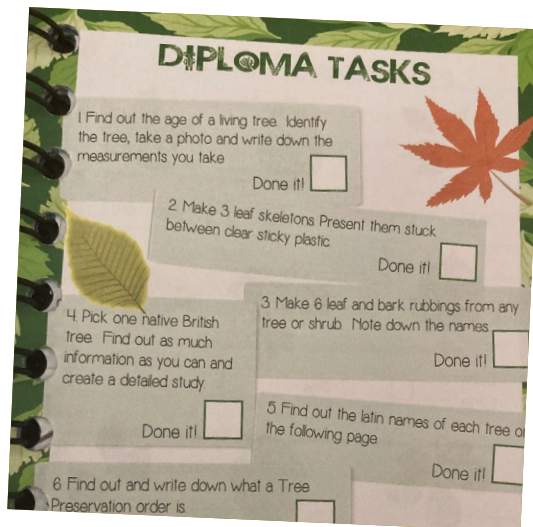 DIPLOMA TASKS
1 Find out the age of a living tree. Identify
the tree, take a photo and write down the
measurements you take
Done it!
2. Make 3 leaf skeletons Present them stuck
between clear sticky plastic
Done it!
3 Make 6 leaf and bark rubbings from any
tree or shrub. Note down the names
Done it!
4. Pick one native British
tree. Find out as much
information as you can and
create a detailed study.
Done it!
5. Find out the latin names of each tree
the following page
Done it!
6 Find out and write down what a Tree
Preservation order is